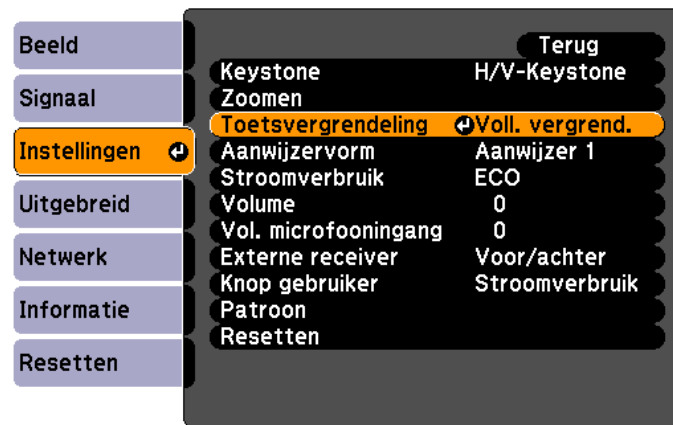 Beeld
Signaal
Instellingen
Uitgebreid
Netwerk
Informatie
Resetten
Terug
Keystone H/V-Keystone
Zoomen
Toetsvergrendeling Voll. vergrend.
Aanwijzervorm Aanwijzer 1
Stroomverbruik ECO
Volume 0
Vol. microfooningang 0
Externe receiver Voor/achter
Knop gebruiker Stroomverbruik
Patroon
Resetten